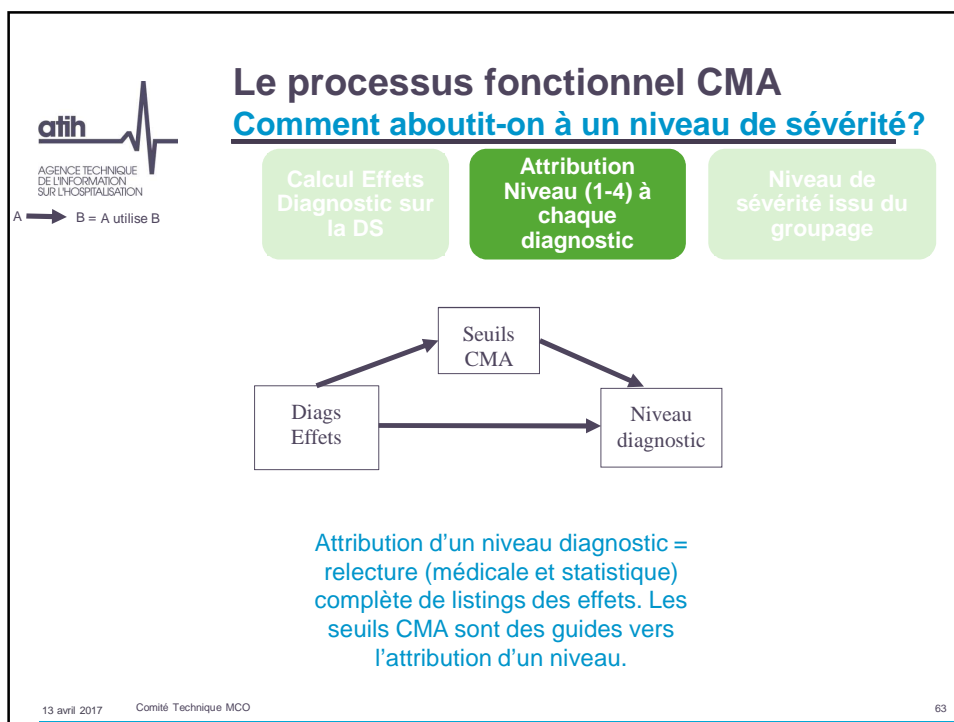 Le processus fonctionnel CMA
Comment aboutit-on à un niveau de sévérité?
atih
AGENCE TECHNIQUE
DE L'INFORMATION
SUR L'HOSPITALISATION
A B = A utilise B
Calcul Effets
Diagnostic sur
la DS
Attribution
Niveau (1-4) à
chaque
diagnostic
Niveau de
sévérité issu du
groupage
Seuils
CMA
Diags
Effets
Niveau
diagnostic
Attribution d’un niveau diagnostic =
relecture (médicale et statistique)
complète de listings des effets. Les
seuils CMA sont des guides vers
l’attribution d’un niveau.
13 avril 2017
Comité Technique MCO
63